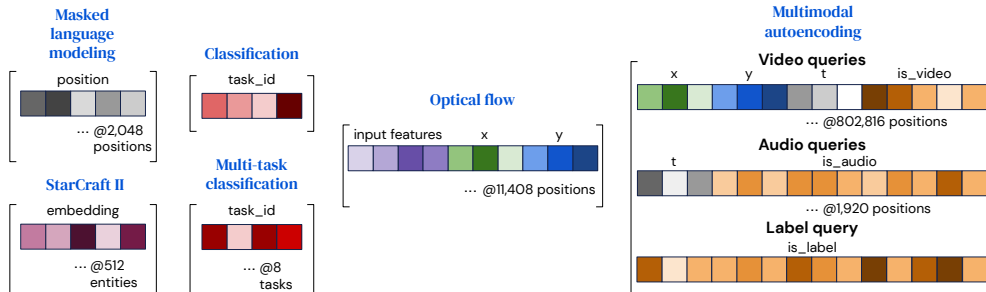 Masked
language
modeling
position
... @2,048
positions
Classification
task_id
StarCraft II
embedding
... @512
entities
Multi-task
classification
task_id
... @8
tasks
Optical flow
input features x y
... @11,408 positions
Multimodal
autoencoding
Video queries
x y t is_video
... @802,816 positions
Audio queries
t is_audio
... @1,920 positions
Label query
is_label